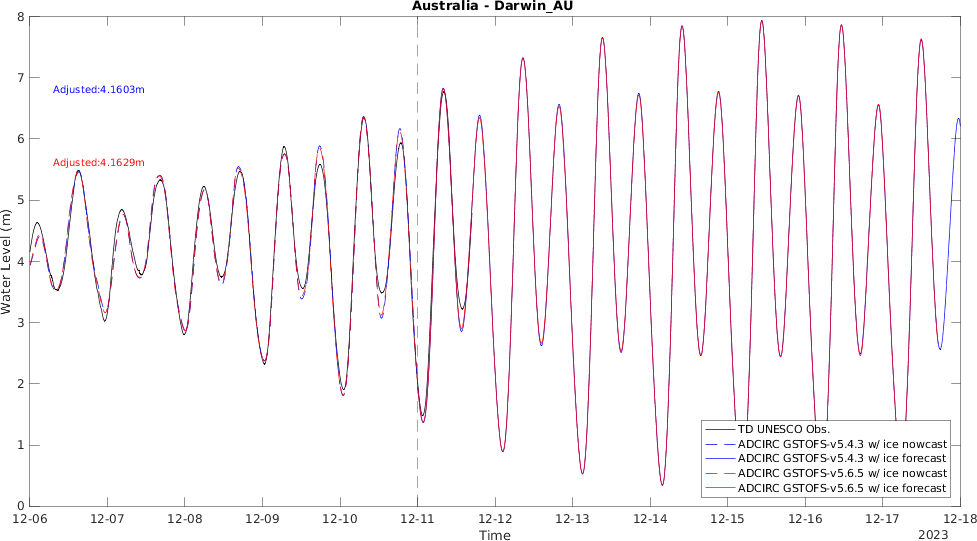 Australia - Darwin_AU
8
7
6
5
4
3
2
1
0
Water Level (m)
Adjusted:4.1603m
Adjusted:4.1629m
TD UNESCO Obs.
ADCIRC GSTOFS-v5.4.3 w/ ice nowcast
ADCIRC GSTOFS-v5.4.3 w/ ice forecast
ADCIRC GSTOFS-v5.6.5 w/ ice nowcast
ADCIRC GSTOFS-v5.6.5 w/ ice forecast
12-06 12-07 12-08 12-09 12-10 12-11 12-12 12-13 12-14 12-15 12-16 12-17 12-18
Time
2023